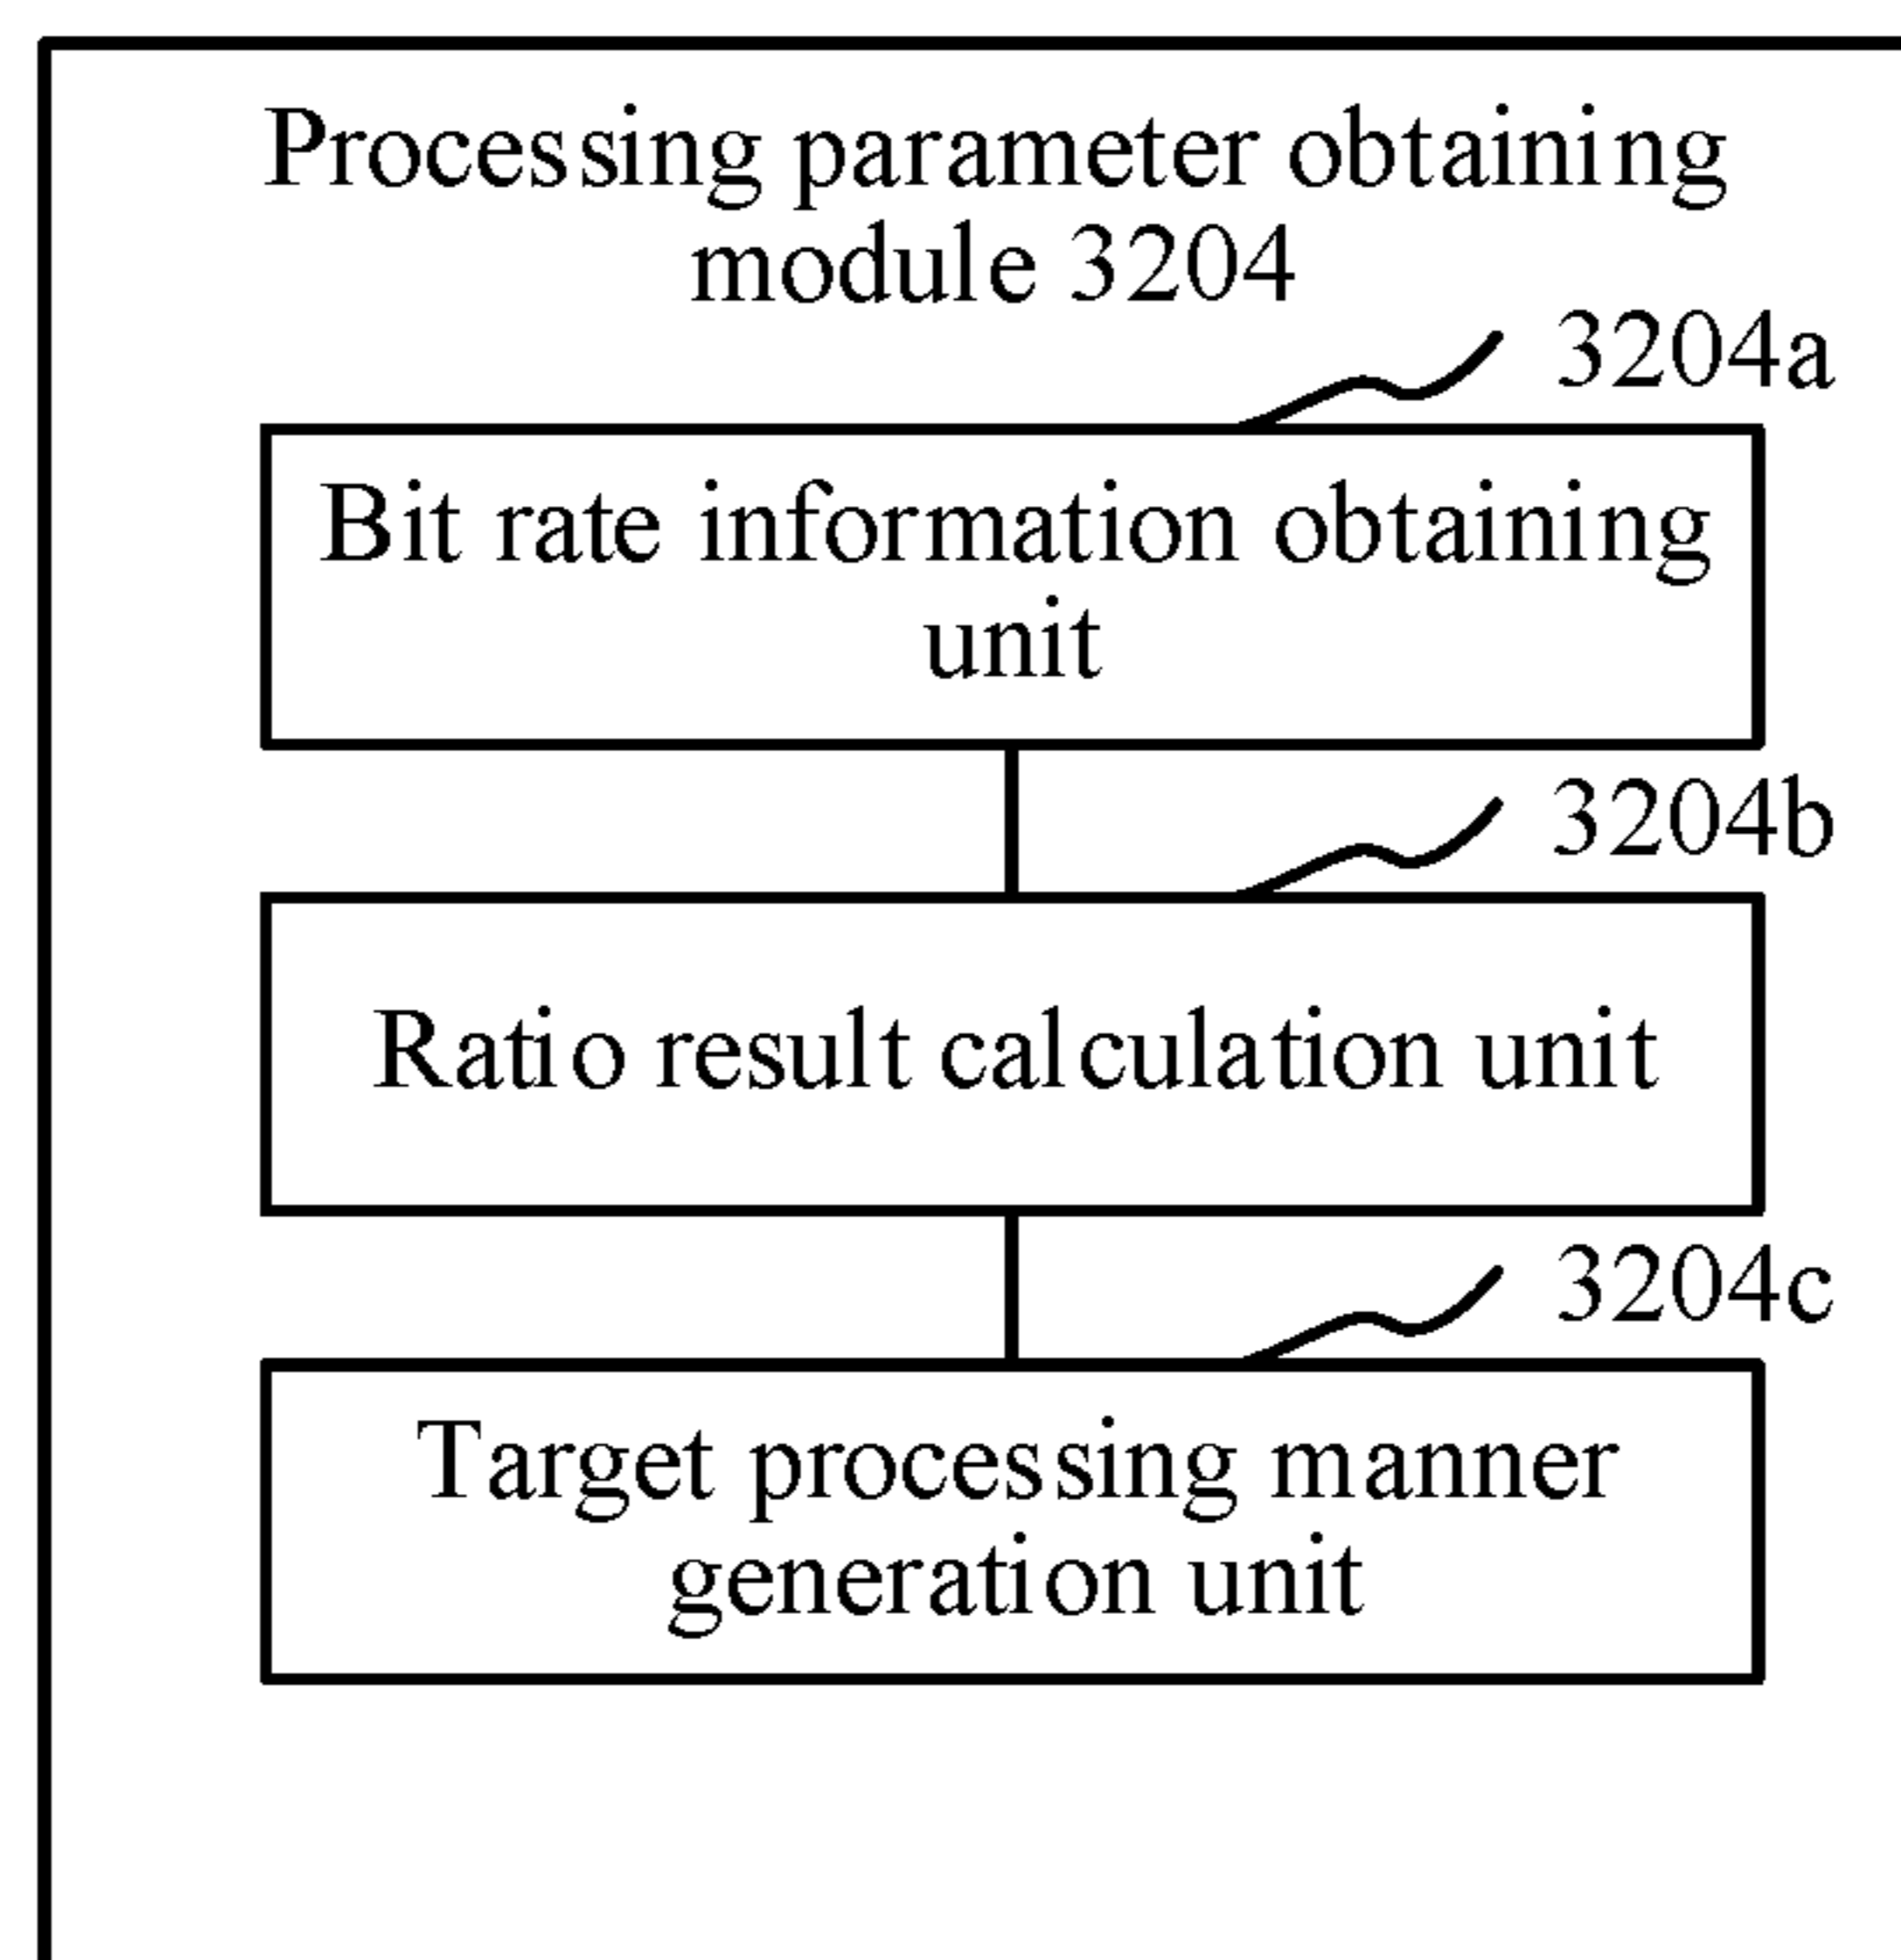 Processing parameter obtaining
module 3204
3204a
Bit rate information obtaining
unit
3204b
Ratio result calculation unit
3204c
Target processing manner
generation unit